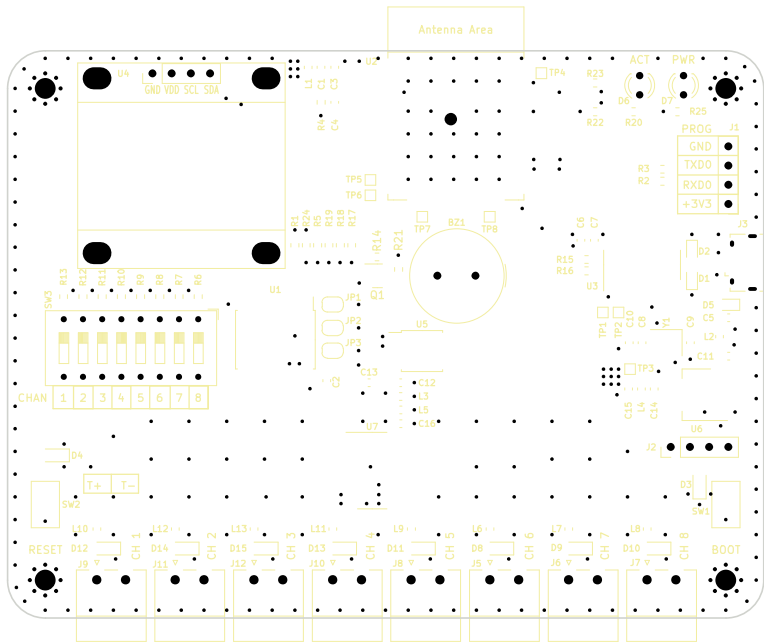 Antenna Area
U2
U4
GND VDD SCL SDA
L1
C1
C3
R4
C4
TP4
R23
R22
ACT
D6
R20
PWR
D7
R25
PROG
J1
GND
TXD0
RXD0
+3V3
R3
R2
TP5
TP6
TP7
TP8
BZ1
R1
R24
R5
R19
R18
R17
R14
R21
Q1
C6
C7
R15
R16
U3
J3
D2
D1
D5
C5
L2
C9
C11
R13
R12
R11
R10
R9
R8
R7
R6
SW3
U1
JP1
JP2
JP3
U5
TP1
TP2
C10
C8
Y1
TP3
C2
C13
C12
L3
L5
C16
C15
L4
C14
U6
U7
CHAN 1 2 3 4 5 6 7 8
J2
D4
T+ T-
SW2
D3
SW1
L10
L12
L13
L11
L9
L6
L7
L8
D12
CH 1
D14
CH 2
D15
CH 3
D13
CH 4
D11
CH 5
D8
CH 6
D9
CH 7
D10
CH 8
RESET
BOOT
J9
J11
J12
J10
J8
J5
J6
J7